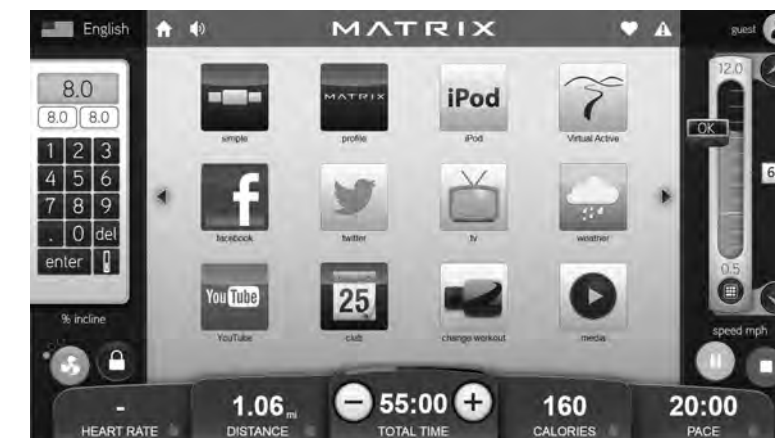 English
MATRIX
guest
8.0
8.0 8.0
1 2 3
4 5 6
7 8 9
. 0 del
enter
% incline
MATRIX
iPod
simple
profile
iPod
Virtual Active
f
facebook
twitter
tv
weather
You Tube
25
YouTube
club
change workout
media
12.0
OK
6
0.5
speed mph
-
HEART RATE
1.06 mi
DISTANCE
− 55:00 +
TOTAL TIME
160
CALORIES
20:00
PACE